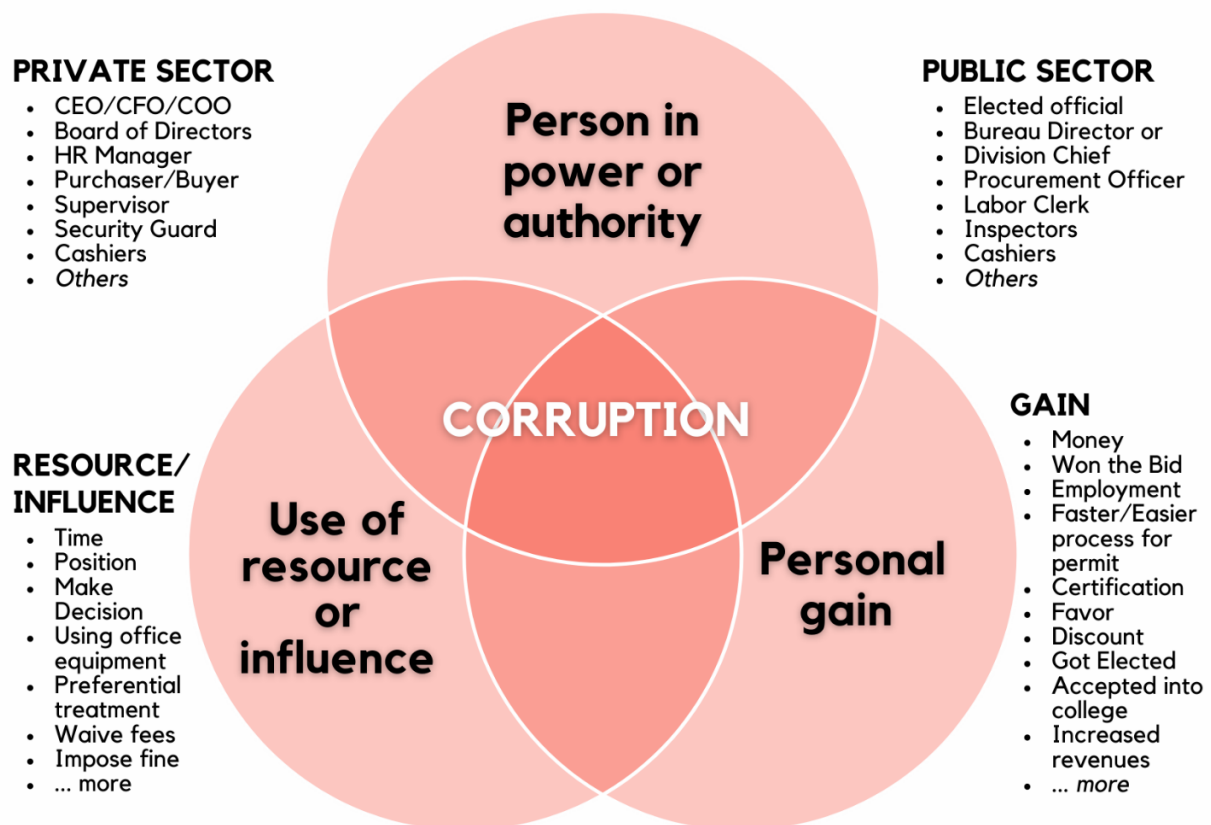 PRIVATE SECTOR
• CEO/CFO/COO
• Board of Directors
• HR Manager
• Purchaser/Buyer
• Supervisor
• Security Guard
• Cashiers
• Others
Person in
power or
authority
PUBLIC SECTOR
• Elected official
• Bureau Director or
• Division Chief
• Procurement Officer
• Labor Clerk
• Inspectors
• Cashiers
• Others
CORRUPTION
RESOURCE/
INFLUENCE
• Time
• Position
• Make
Decision
• Using office
equipment
• Preferential
treatment
• Waive fees
• Impose fine
• ... more
Use of
resource
or
influence
Personal
gain
GAIN
• Money
• Won the Bid
• Employment
• Faster/Easier
process for
permit
• Certification
• Favor
• Discount
• Got Elected
• Accepted into
college
• Increased
revenues
• ... more